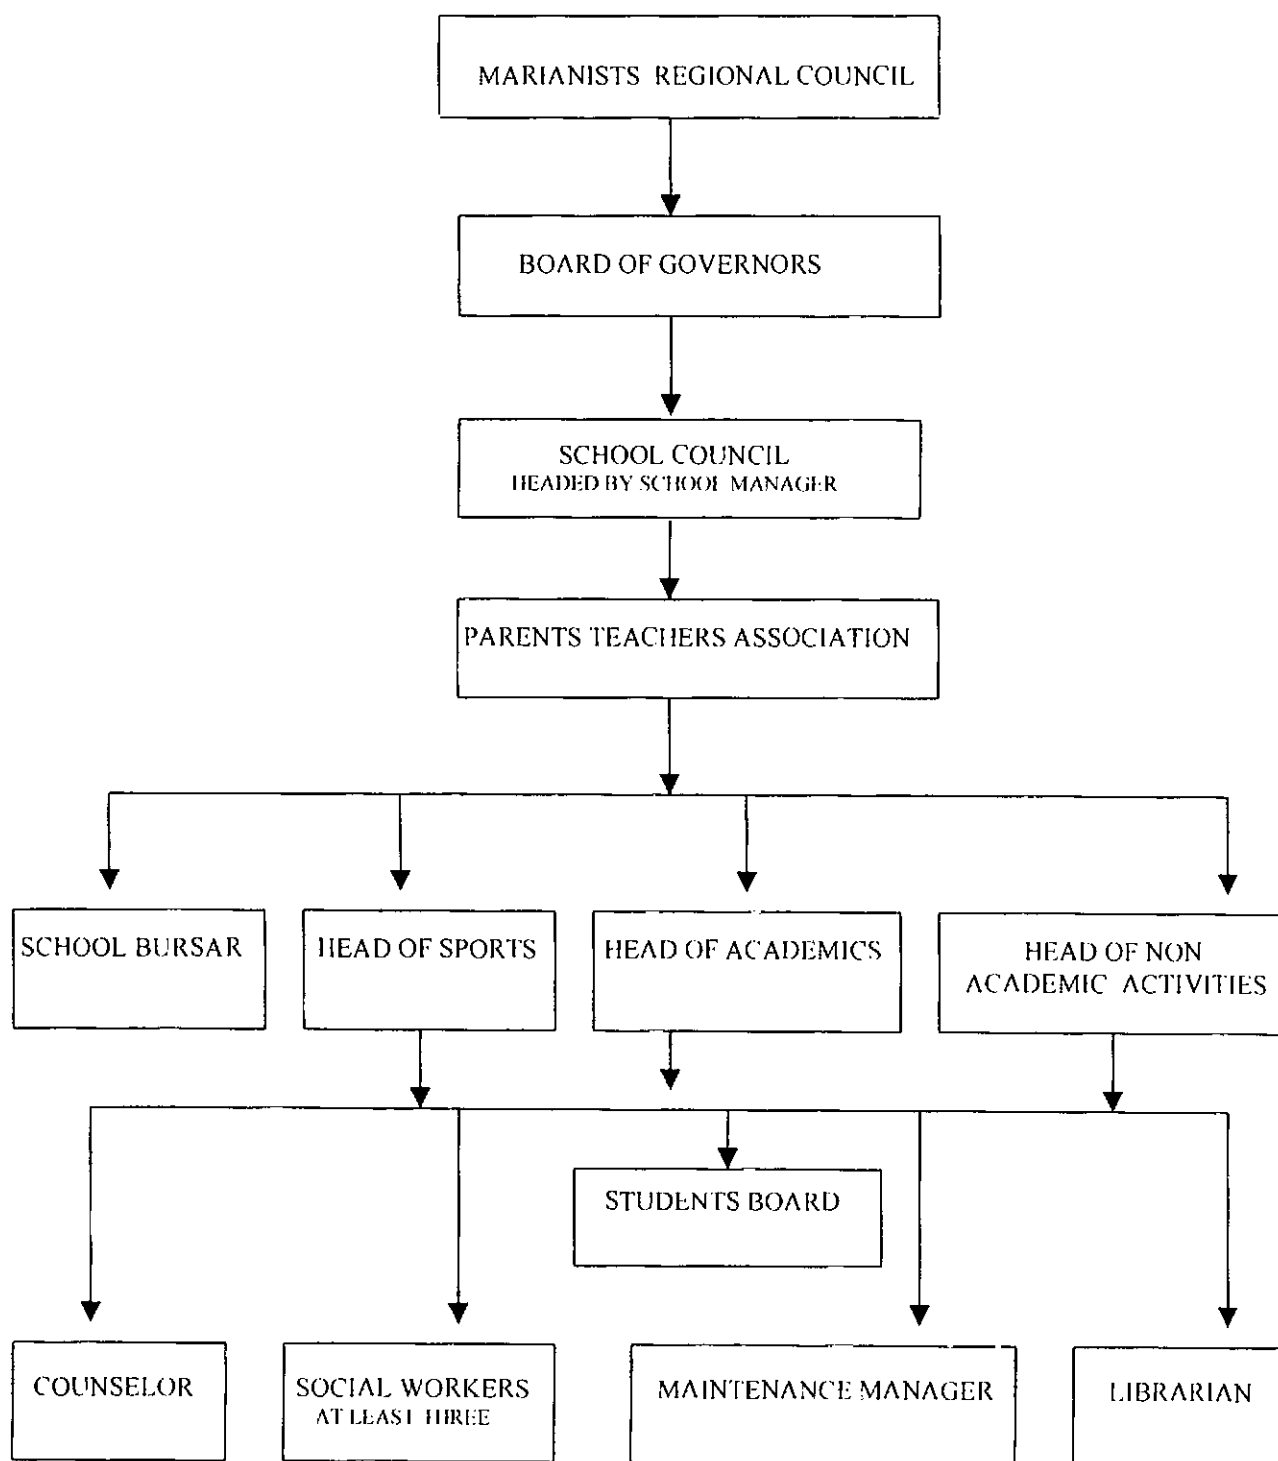 MARIANISTS REGIONAL COUNCIL
BOARD OF GOVERNORS
SCHOOL COUNCIL
HEADED BY SCHOOL MANAGER
PARENTS TEACHERS ASSOCIATION
SCHOOL BURSAR
HEAD OF SPORTS
HEAD OF ACADEMICS
HEAD OF NON
ACADEMIC ACTIVITIES
STUDENTS BOARD
COUNSELOR
SOCIAL WORKERS
AT LEAST THREE
MAINTENANCE MANAGER
LIBRARIAN